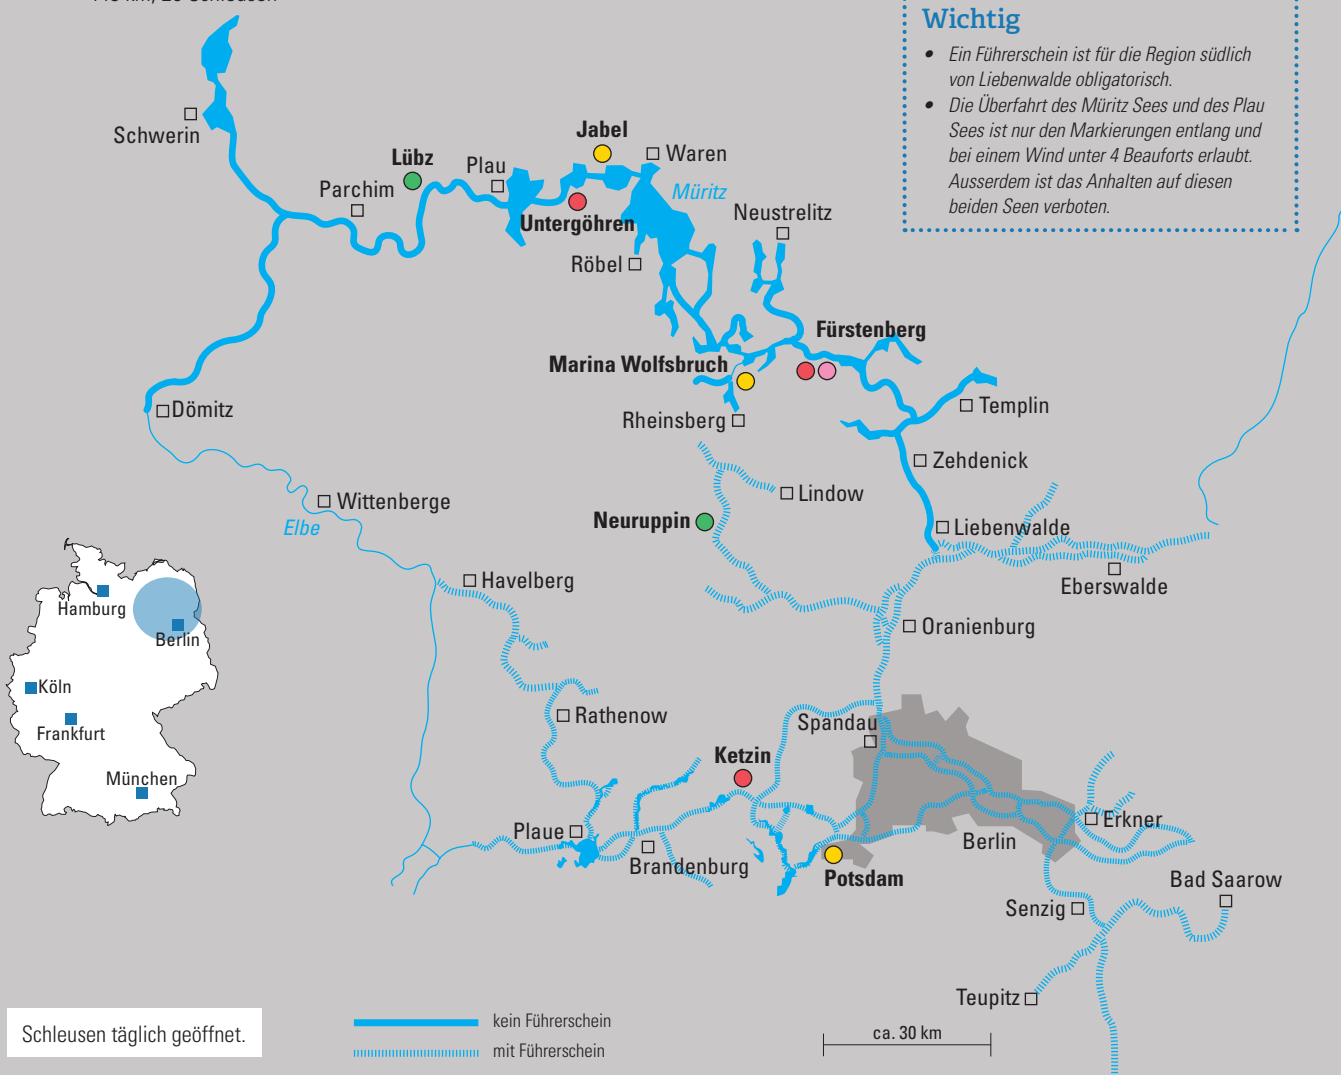 Wichtig
• Ein Führerschein ist für die Region südlich
von Liebenwalde obligatorisch.
• Die Überfahrt des Müritz Sees und des Plau
Sees ist nur den Markierungen entlang und
bei einem Wind unter 4 Beauforts erlaubt.
Ausserdem ist das Anhalten auf diesen
beiden Seen verboten.
Schwerin
Jabel
Waren
Lübz
Plau
Parchim
Müritz
Untergöhren
Neustrelitz
Röbel
Fürstenberg
Marina Wolfsbruch
Dömitz
Templin
Rheinsberg
Zehdenick
Lindow
Wittenberge
Neuruppin
Elbe
Liebenwalde
Havelberg
Eberswalde
Hamburg
Oranienburg
Berlin
Köln
Rathenow
Spandau
Frankfurt
Ketzin
München
Plaue
Erkner
Berlin
Brandenburg
Potsdam
Bad Saarow
Senzig
Teupitz
Schleusen täglich geöffnet.
kein Führerschein
mit Führerschein
ca. 30 km